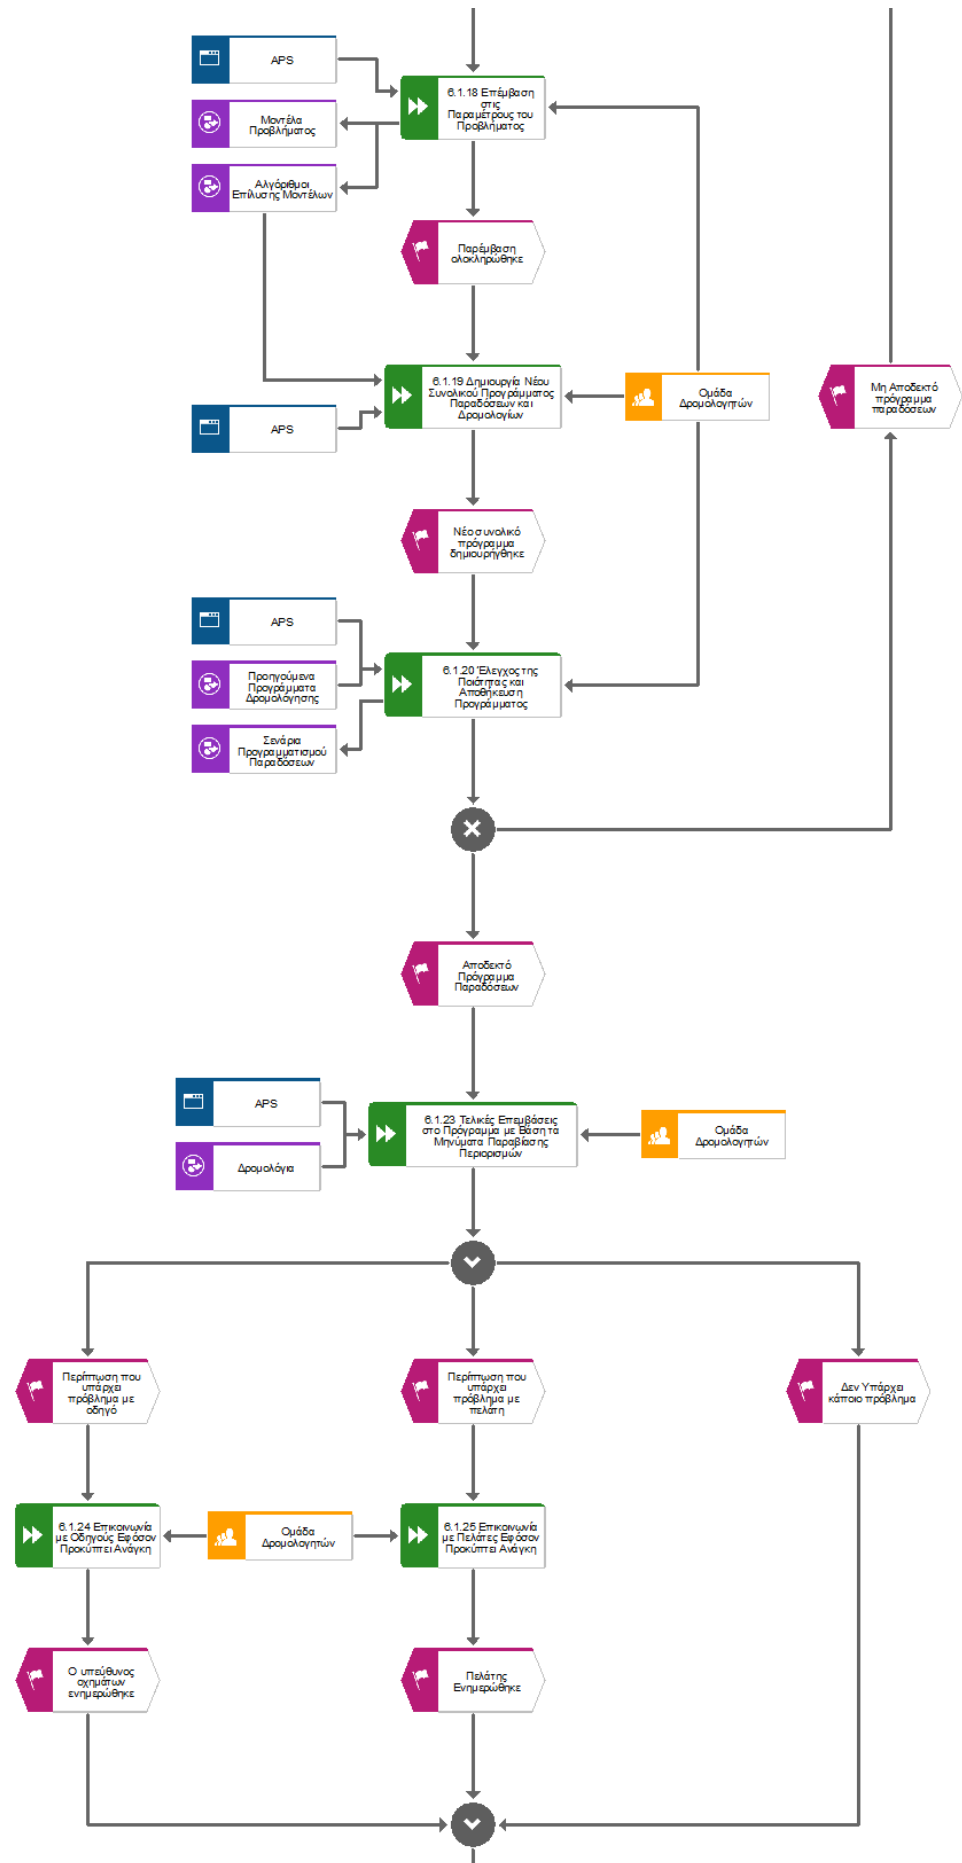 APS
6.1.18 Επέμβαση
στις
Παραμέτρους του
Προβλήματος
Μοντέλα
Προβλήματος
Αλγόριθμοι
Επίλυσης Μοντέλων
Παρέμβαση
ολοκληρώθηκε
6.1.19 Δημιουργία Νέου
Συνολικού Προγράμματος
Παραδόσεων και
Δρομολογίων
Ομάδα
Δρομολογητών
Μη Αποδεκτό
πρόγραμμα
παραδόσεων
APS
Νέο συνολικό
πρόγραμμα
δημιουργήθηκε
APS
6.1.20 Έλεγχος της
Ποιότητας και
Αποθήκευση
Προγράμματος
Προηγούμενα
Προγράμματα
Δρομολόγησης
Σενάρια
Προγραμματισμού
Παραδόσεων
Αποδεκτό
Πρόγραμμα
Παραδόσεων
APS
6.1.23 Τελικές Επεμβάσεις
στο Πρόγραμμα με Βάση τα
Μηνύματα Παραβίασης
Περιορισμών
Ομάδα
Δρομολογητών
Δρομολόγια
Περίπτωση που
υπάρχει
πρόβλημα με
οδηγό
Περίπτωση που
υπάρχει
πρόβλημα με
πελάτη
Δεν Υπάρχει
κάποιο πρόβλημα
6.1.24 Επικοινωνία
με Οδηγούς Εφόσον
Προκύπτει Ανάγκη
Ομάδα
Δρομολογητών
6.1.25 Επικοινωνία
με Πελάτες Εφόσον
Προκύπτει Ανάγκη
Ο υπεύθυνος
οχημάτων
ενημερώθηκε
Πελάτης
Ενημερώθηκε